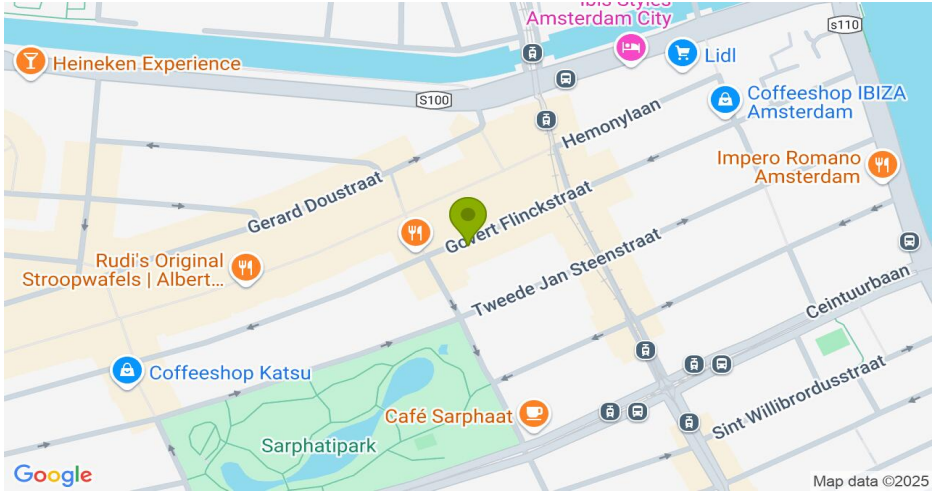 Ibis Styles
Amsterdam City
s110
Heineken Experience
Lidl
S100
Coffeeshop IBIZA
Amsterdam
Hemonylaan
Impero Romano
Amsterdam
Gerard Doustraat
Govert Flinckstraat
Rudi's Original
Stroopwafels | Albert...
Tweede Jan Steenstraat
Ceintuurbaan
Coffeeshop Katsu
Sint Willibrordusstraat
Café Sarphaat
Sarphatipark
Google
Map data ©2025